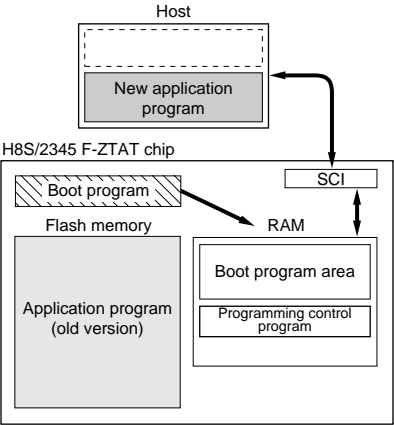 Host
New application
program
H8S/2345 F-ZTAT chip
SCI
Boot program
Flash memory
RAM
Boot program area
Application program
(old version)
Programming control
program